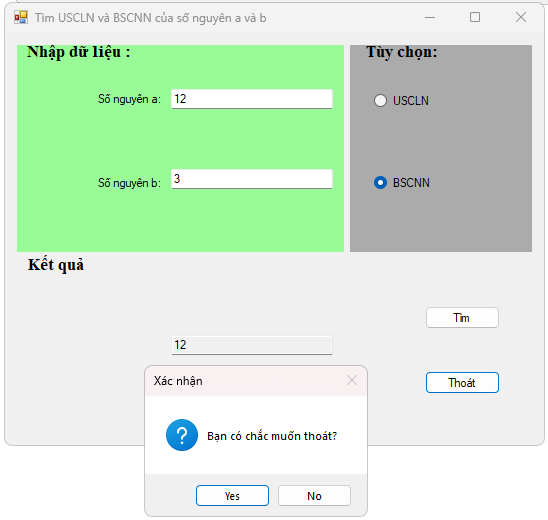 Tìm USCLN và BSCNN của số nguyên a và b
Nhập dữ liệu :
Tùy chọn:
Số nguyên a:
12
USCLN
Số nguyên b:
3
BSCNN
Kết quả
Tìm
12
Thoát
Xác nhận
Bạn có chắc muốn thoát?
Yes
No